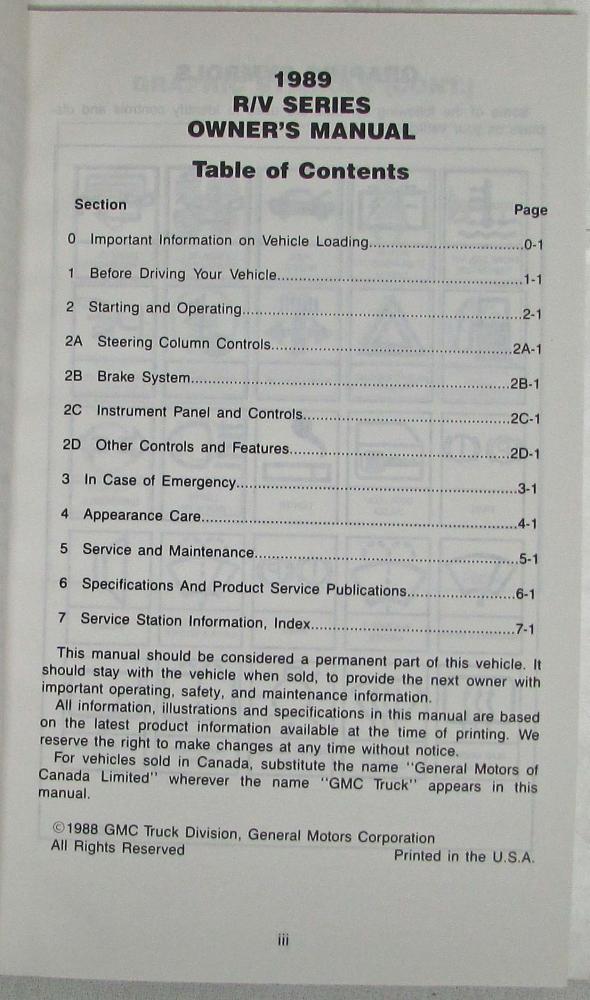 1989
R/V SERIES
OWNER'S MANUAL
Table of Contents
Section Page
0 Important Information on Vehicle Loading....................................0-1
1 Before Driving Your Vehicle..........................................................1-1
2 Starting and Operating..................................................................2-1
2A Steering Column Controls.........................................................2A-1
2B Brake System...........................................................................2B-1
2C Instrument Panel and Controls.................................................2C-1
2D Other Controls and Features....................................................2D-1
3 In Case of Emergency..................................................................3-1
4 Appearance Care..........................................................................4-1
5 Service and Maintenance..............................................................5-1
6 Specifications And Product Service Publications.........................6-1
7 Service Station Information, Index................................................7-1
This manual should be considered a permanent part of this vehicle. It
should stay with the vehicle when sold, to provide the next owner with
important operating, safety, and maintenance information.
All information, illustrations and specifications in this manual are based
on the latest product information available at the time of printing. We
reserve the right to make changes at any time without notice.
For vehicles sold in Canada, substitute the name "General Motors of
Canada Limited" wherever the name "GMC Truck" appears in this
manual.
©1988 GMC Truck Division, General Motors Corporation
All Rights Reserved Printed in the U.S.A.
iii